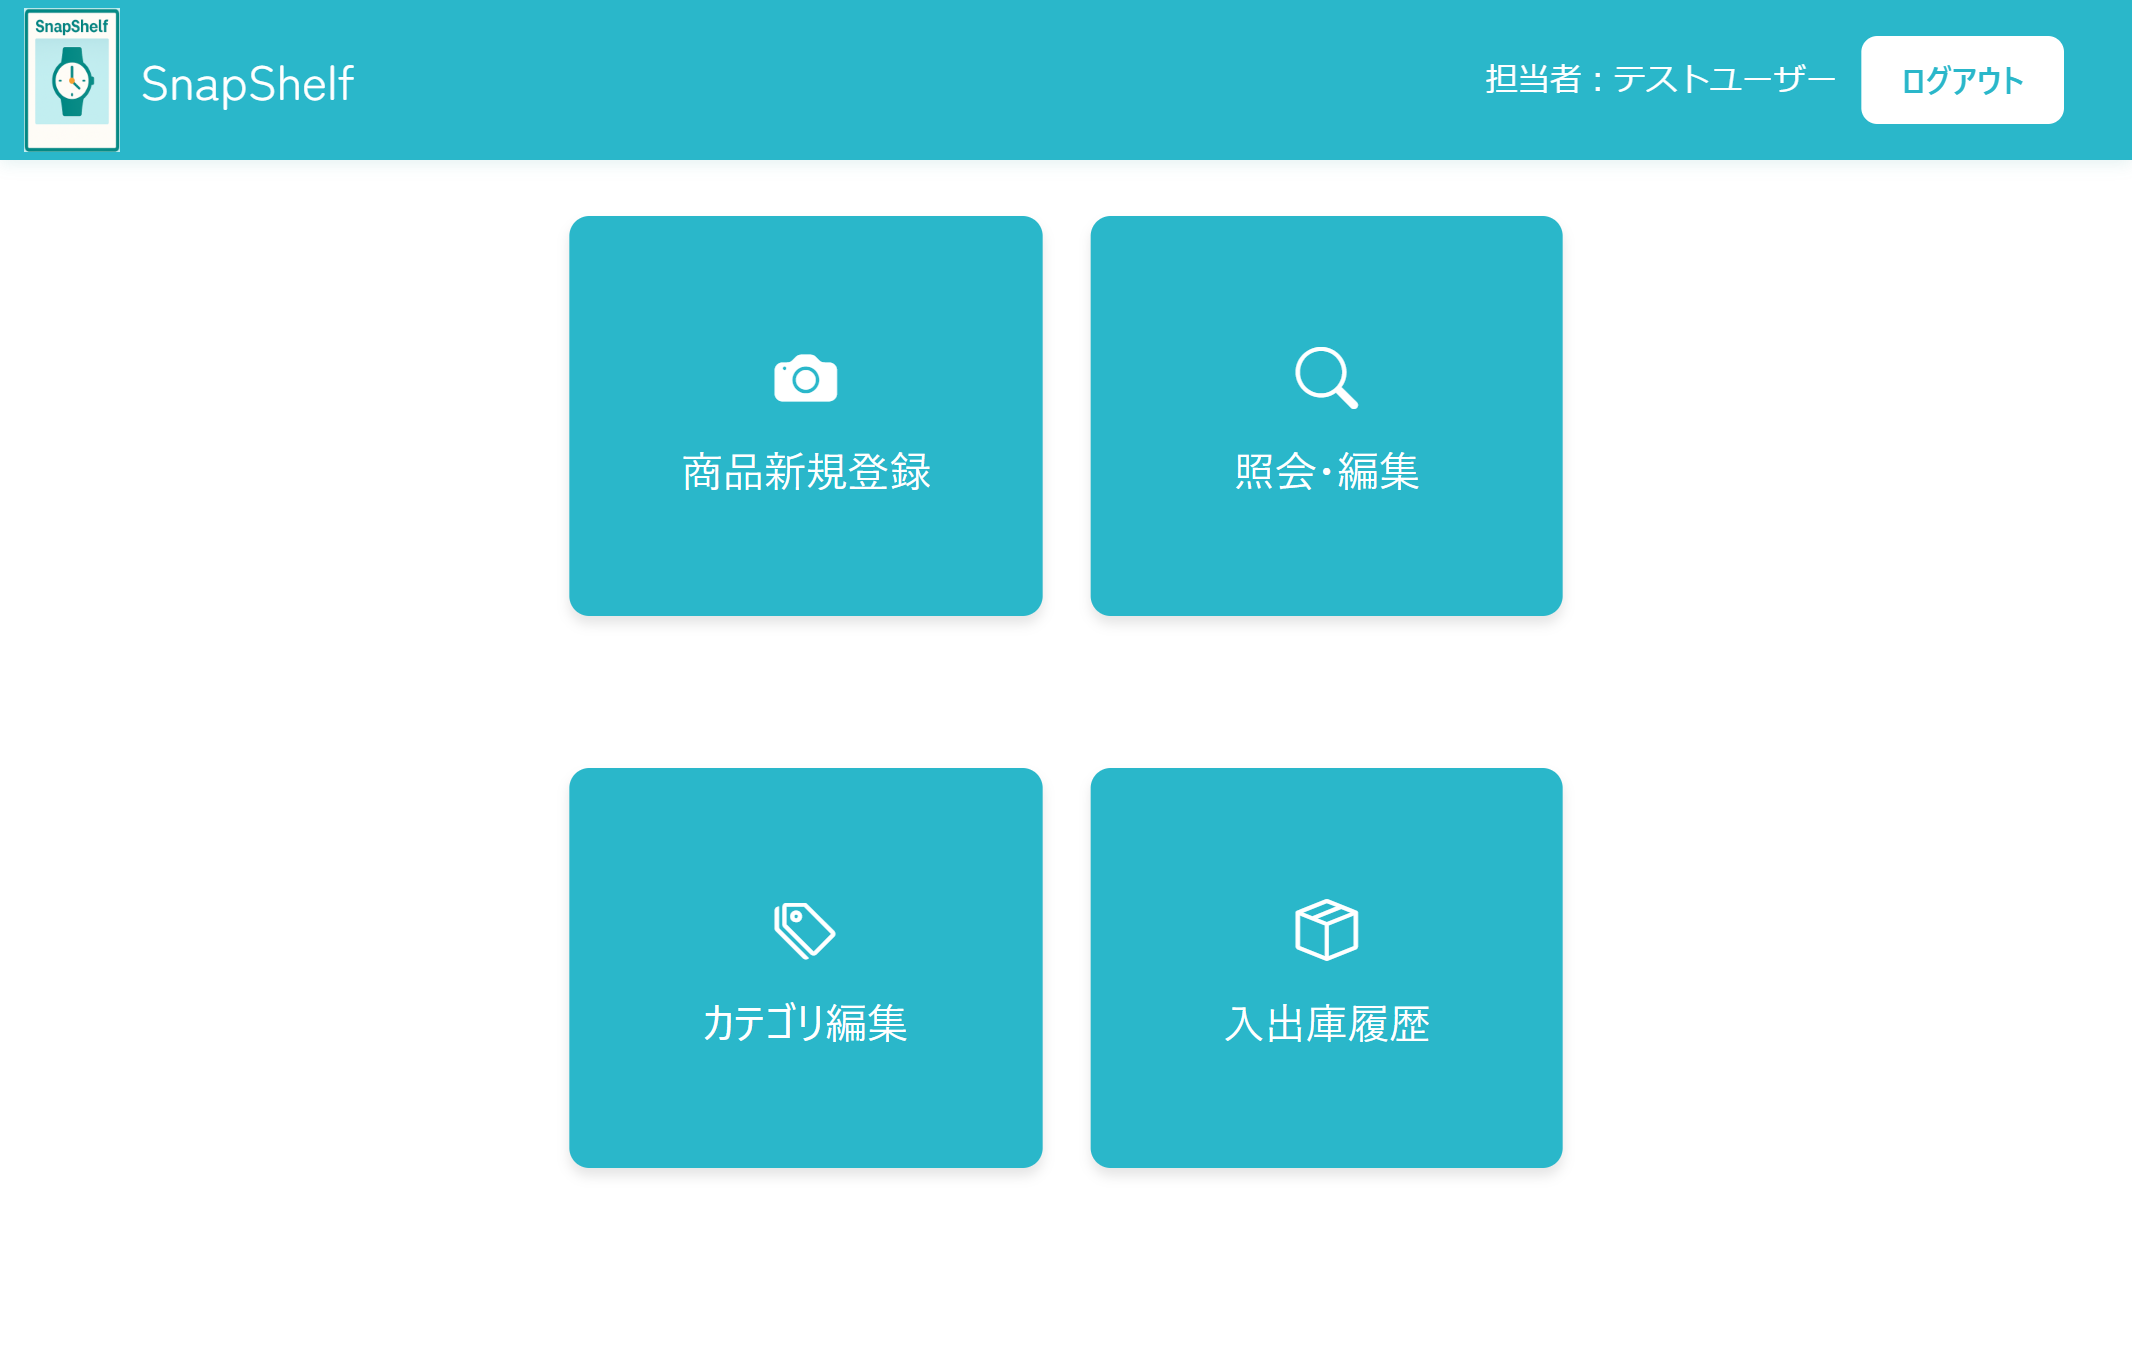 SnapShelf
SnapShelf
担当者：テストユーザー
ログアウト
商品新規登録
照会・編集
カテゴリ編集
入出庫履歴